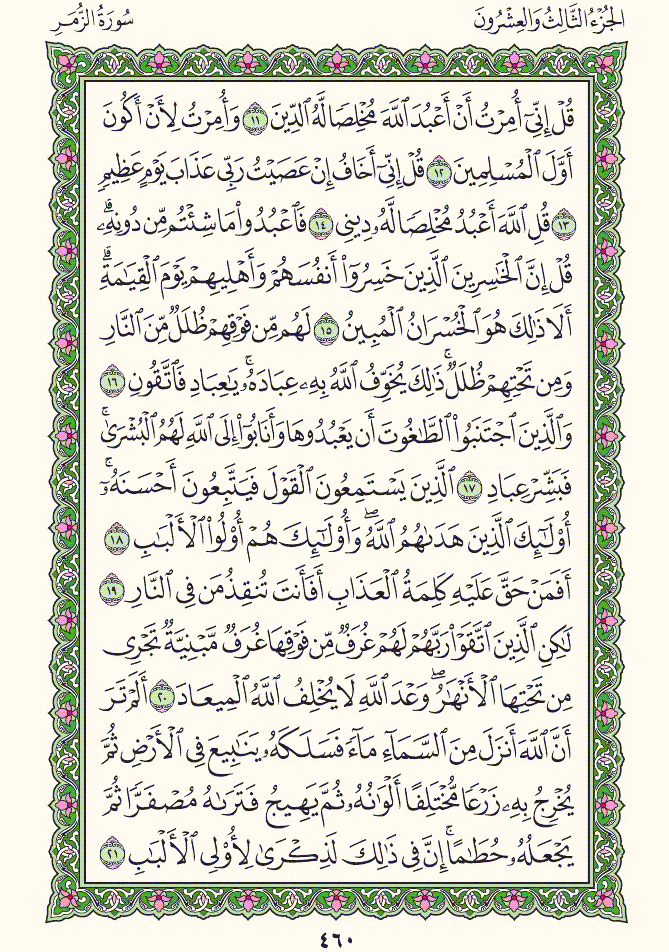 الجُزْءُ الثَّالِثُ وَالعِشْرُونَ
سُورَةُ الزُّمَرِ
قُلْ إِنِّىٓ أُمِرْتُ أَنْ أَعْبُدَ ٱللَّهَ مُخْلِصًا لَّهُ ٱلدِّينَ ١١ وَأُمِرْتُ لِأَنْ أَكُونَ
أَوَّلَ ٱلْمُسْلِمِينَ ١٢ قُلْ إِنِّىٓ أَخَافُ إِنْ عَصَيْتُ رَبِّى عَذَابَ يَوْمٍ عَظِيمٍ
١٣ قُلِ ٱللَّهَ أَعْبُدُ مُخْلِصًا لَّهُۥ دِينِى ١٤ فَٱعْبُدُوا۟ مَا شِئْتُم مِّن دُونِهِۦۗ
قُلْ إِنَّ ٱلْخَٰسِرِينَ ٱلَّذِينَ خَسِرُوٓا۟ أَنفُسَهُمْ وَأَهْلِيهِمْ يَوْمَ ٱلْقِيَٰمَةِۗ
أَلَا ذَٰلِكَ هُوَ ٱلْخُسْرَانُ ٱلْمُبِينُ ١٥ لَهُم مِّن فَوْقِهِمْ ظُلَلٌ مِّنَ ٱلنَّارِ
وَمِن تَحْتِهِمْ ظُلَلٌۚ ذَٰلِكَ يُخَوِّفُ ٱللَّهُ بِهِۦ عِبَادَهُۥۚ يَٰعِبَادِ فَٱتَّقُونِ ١٦
وَٱلَّذِينَ ٱجْتَنَبُوا۟ ٱلطَّٰغُوتَ أَن يَعْبُدُوهَا وَأَنَابُوٓا۟ إِلَى ٱللَّهِ لَهُمُ ٱلْبُشْرَىٰۚ
فَبَشِّرْ عِبَادِ ١٧ ٱلَّذِينَ يَسْتَمِعُونَ ٱلْقَوْلَ فَيَتَّبِعُونَ أَحْسَنَهُۥٓۚ
أُو۟لَٰٓئِكَ ٱلَّذِينَ هَدَىٰهُمُ ٱللَّهُۖ وَأُو۟لَٰٓئِكَ هُمْ أُو۟لُوا۟ ٱلْأَلْبَٰبِ ١٨
أَفَمَنْ حَقَّ عَلَيْهِ كَلِمَةُ ٱلْعَذَابِ أَفَأَنتَ تُنقِذُ مَن فِى ٱلنَّارِ ١٩
لَٰكِنِ ٱلَّذِينَ ٱتَّقَوْا۟ رَبَّهُمْ لَهُمْ غُرَفٌ مِّن فَوْقِهَا غُرَفٌ مَّبْنِيَّةٌ تَجْرِى
مِن تَحْتِهَا ٱلْأَنْهَٰرُۖ وَعْدَ ٱللَّهِ لَا يُخْلِفُ ٱللَّهُ ٱلْمِيعَادَ ٢٠ أَلَمْ تَرَ
أَنَّ ٱللَّهَ أَنزَلَ مِنَ ٱلسَّمَآءِ مَآءً فَسَلَكَهُۥ يَنَٰبِيعَ فِى ٱلْأَرْضِ ثُمَّ
يُخْرِجُ بِهِۦ زَرْعًا مُّخْتَلِفًا أَلْوَٰنُهُۥ ثُمَّ يَهِيجُ فَتَرَىٰهُ مُصْفَرًّا ثُمَّ
يَجْعَلُهُۥ حُطَٰمًاۚ إِنَّ فِى ذَٰلِكَ لَذِكْرَىٰ لِأُو۟لِى ٱلْأَلْبَٰبِ ٢١
٤٦٠